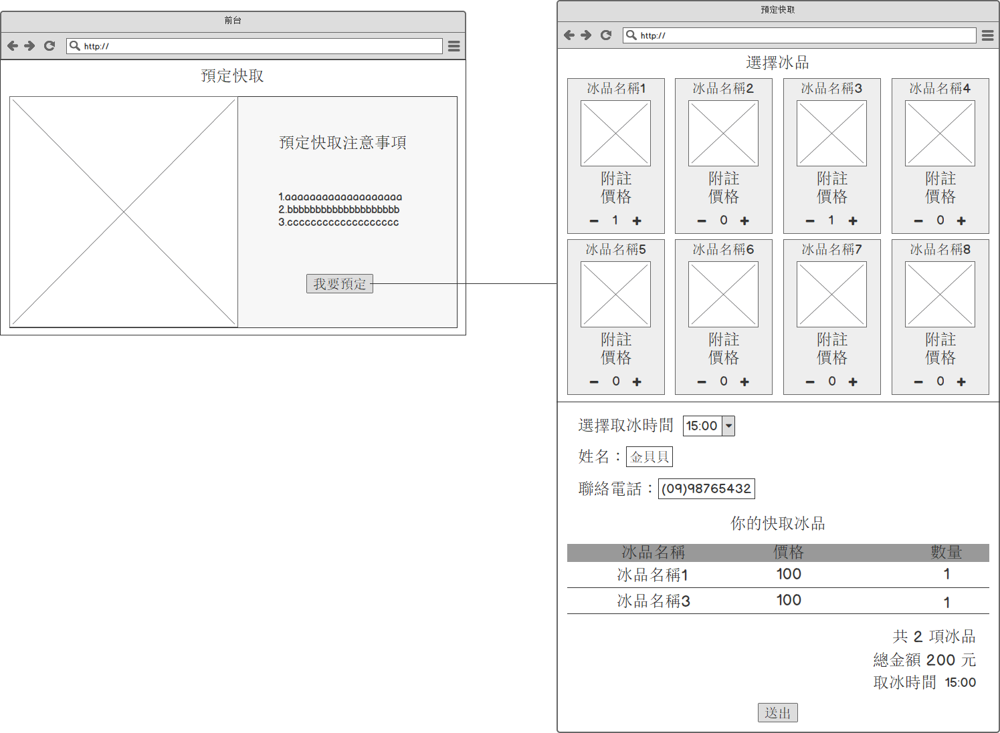 前台
http://
預定快取
預定快取注意事項
1.aaaaaaaaaaaaaaaaaaa
2.bbbbbbbbbbbbbbbbbbbb
3.ccccccccccccccccccc
我要預定
預定快取
http://
選擇冰品
冰品名稱1 冰品名稱2 冰品名稱3 冰品名稱4
附註 附註 附註 附註
價格 價格 價格 價格
- 1 + - 0 + - 1 + - 0 +
冰品名稱5 冰品名稱6 冰品名稱7 冰品名稱8
附註 附註 附註 附註
價格 價格 價格 價格
- 0 + - 0 + - 0 + - 0 +
選擇取冰時間 15:00
姓名：金貝貝
聯絡電話：(09)98765432
你的快取冰品
冰品名稱 價格 數量
冰品名稱1 100 1
冰品名稱3 100 1
共 2 項冰品
總金額 200 元
取冰時間 15:00
送出